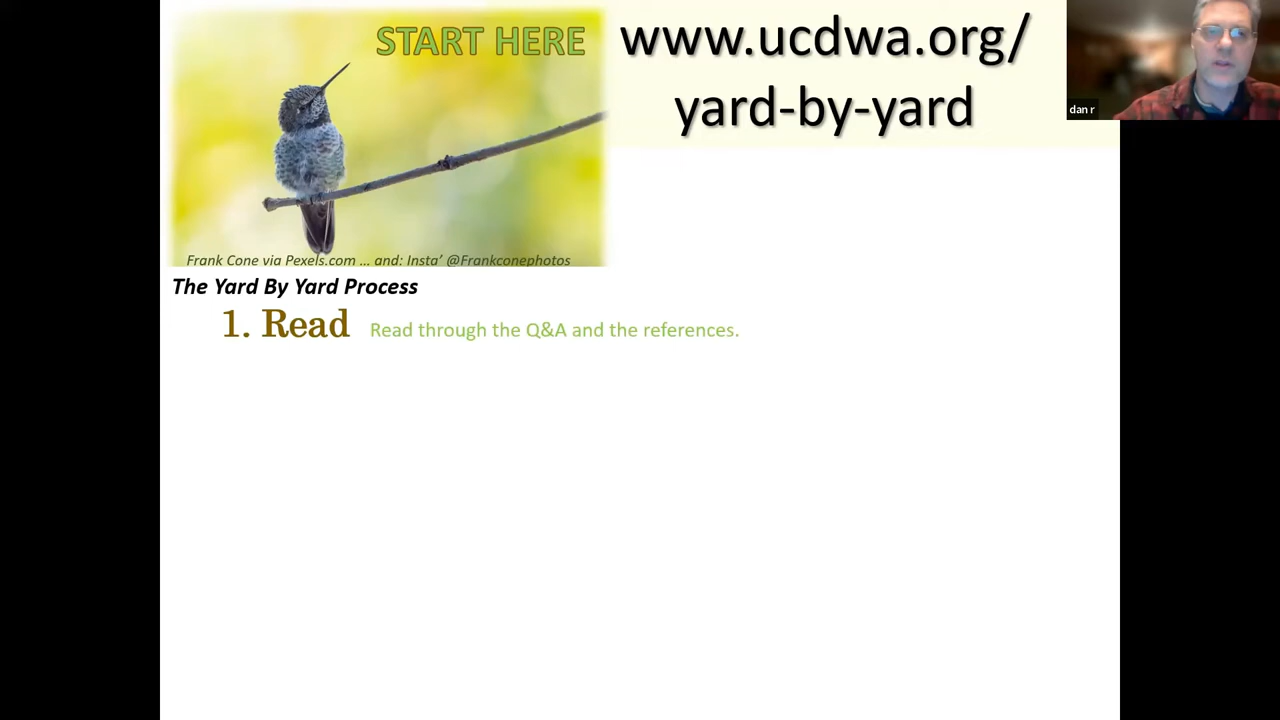 START HERE
www.ucdwa.org/
yard-by-yard
dan r
Frank Cone via Pexels.com ... and: Insta' @Frankconephotos
The Yard By Yard Process
1. Read Read through the Q&A and the references.